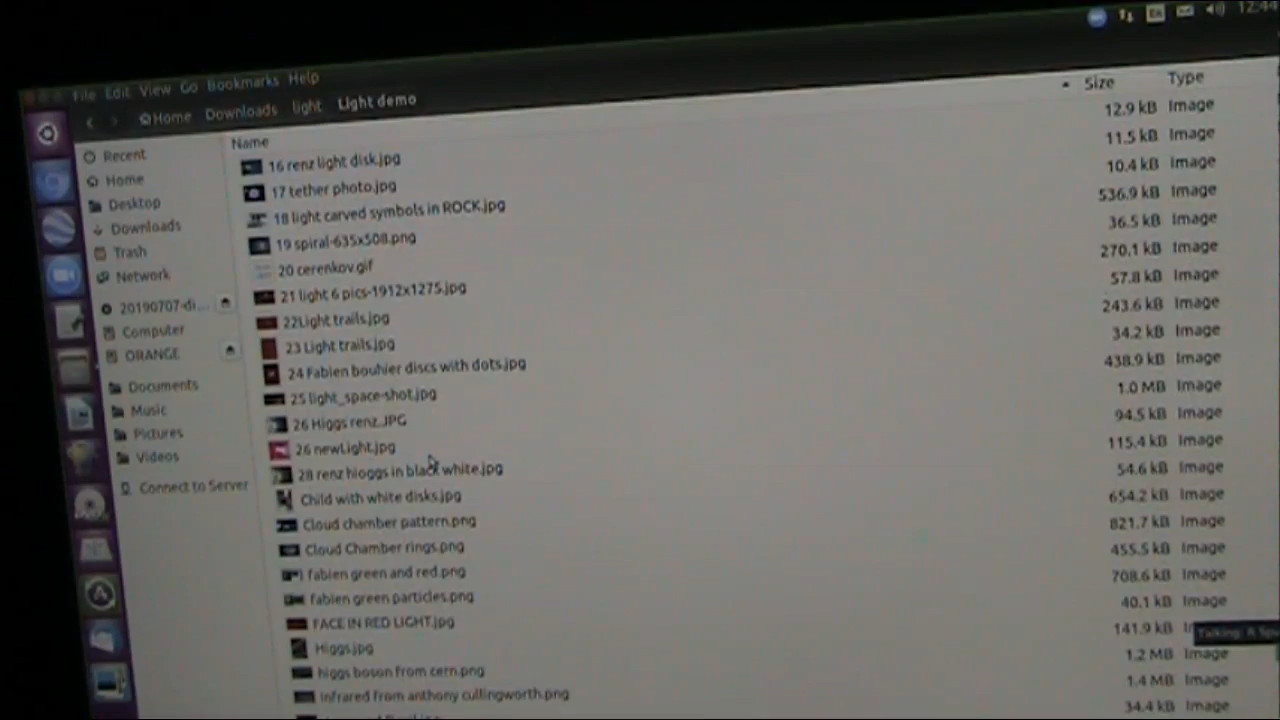 12:44
File Edit View Go Bookmarks Help
Home Downloads light Light demo
Name Size Type
12.9 kB Image
Recent 16 renz light disk.jpg 11.5 kB Image
Home 17 tether photo.jpg 10.4 kB Image
Desktop 18 light carved symbols in ROCK.jpg 536.9 kB Image
Downloads 19 spiral-635x508.png 36.5 kB Image
Trash 20 cerenkov.gif 270.1 kB Image
Network 21 light 6 pics-1912x1275.jpg 57.8 kB Image
20190707-di... 22Light trails.jpg 243.6 kB Image
Computer 23 Light trails.jpg 34.2 kB Image
ORANGE 24 Fabien bouhier discs with dots.jpg 438.9 kB Image
Documents 25 light_space-shot.jpg 1.0 MB Image
Music 26 Higgs renz.JPG 94.5 kB Image
Pictures 26 newLight.jpg 115.4 kB Image
Videos 28 renz hioggs in black white.jpg 54.6 kB Image
Connect to Server Child with white disks.jpg 654.2 kB Image
Cloud chamber pattern.png 821.7 kB Image
Cloud Chamber rings.png 455.5 kB Image
fabien green and red.png 708.6 kB Image
fabien green particles.png 40.1 kB Image
FACE IN RED LIGHT.jpg 141.9 kB
Higgs.jpg 1.2 MB Image
higgs boson from cern.png 1.4 MB Image
Infrared from anthony cullingworth.png 34.4 kB Image